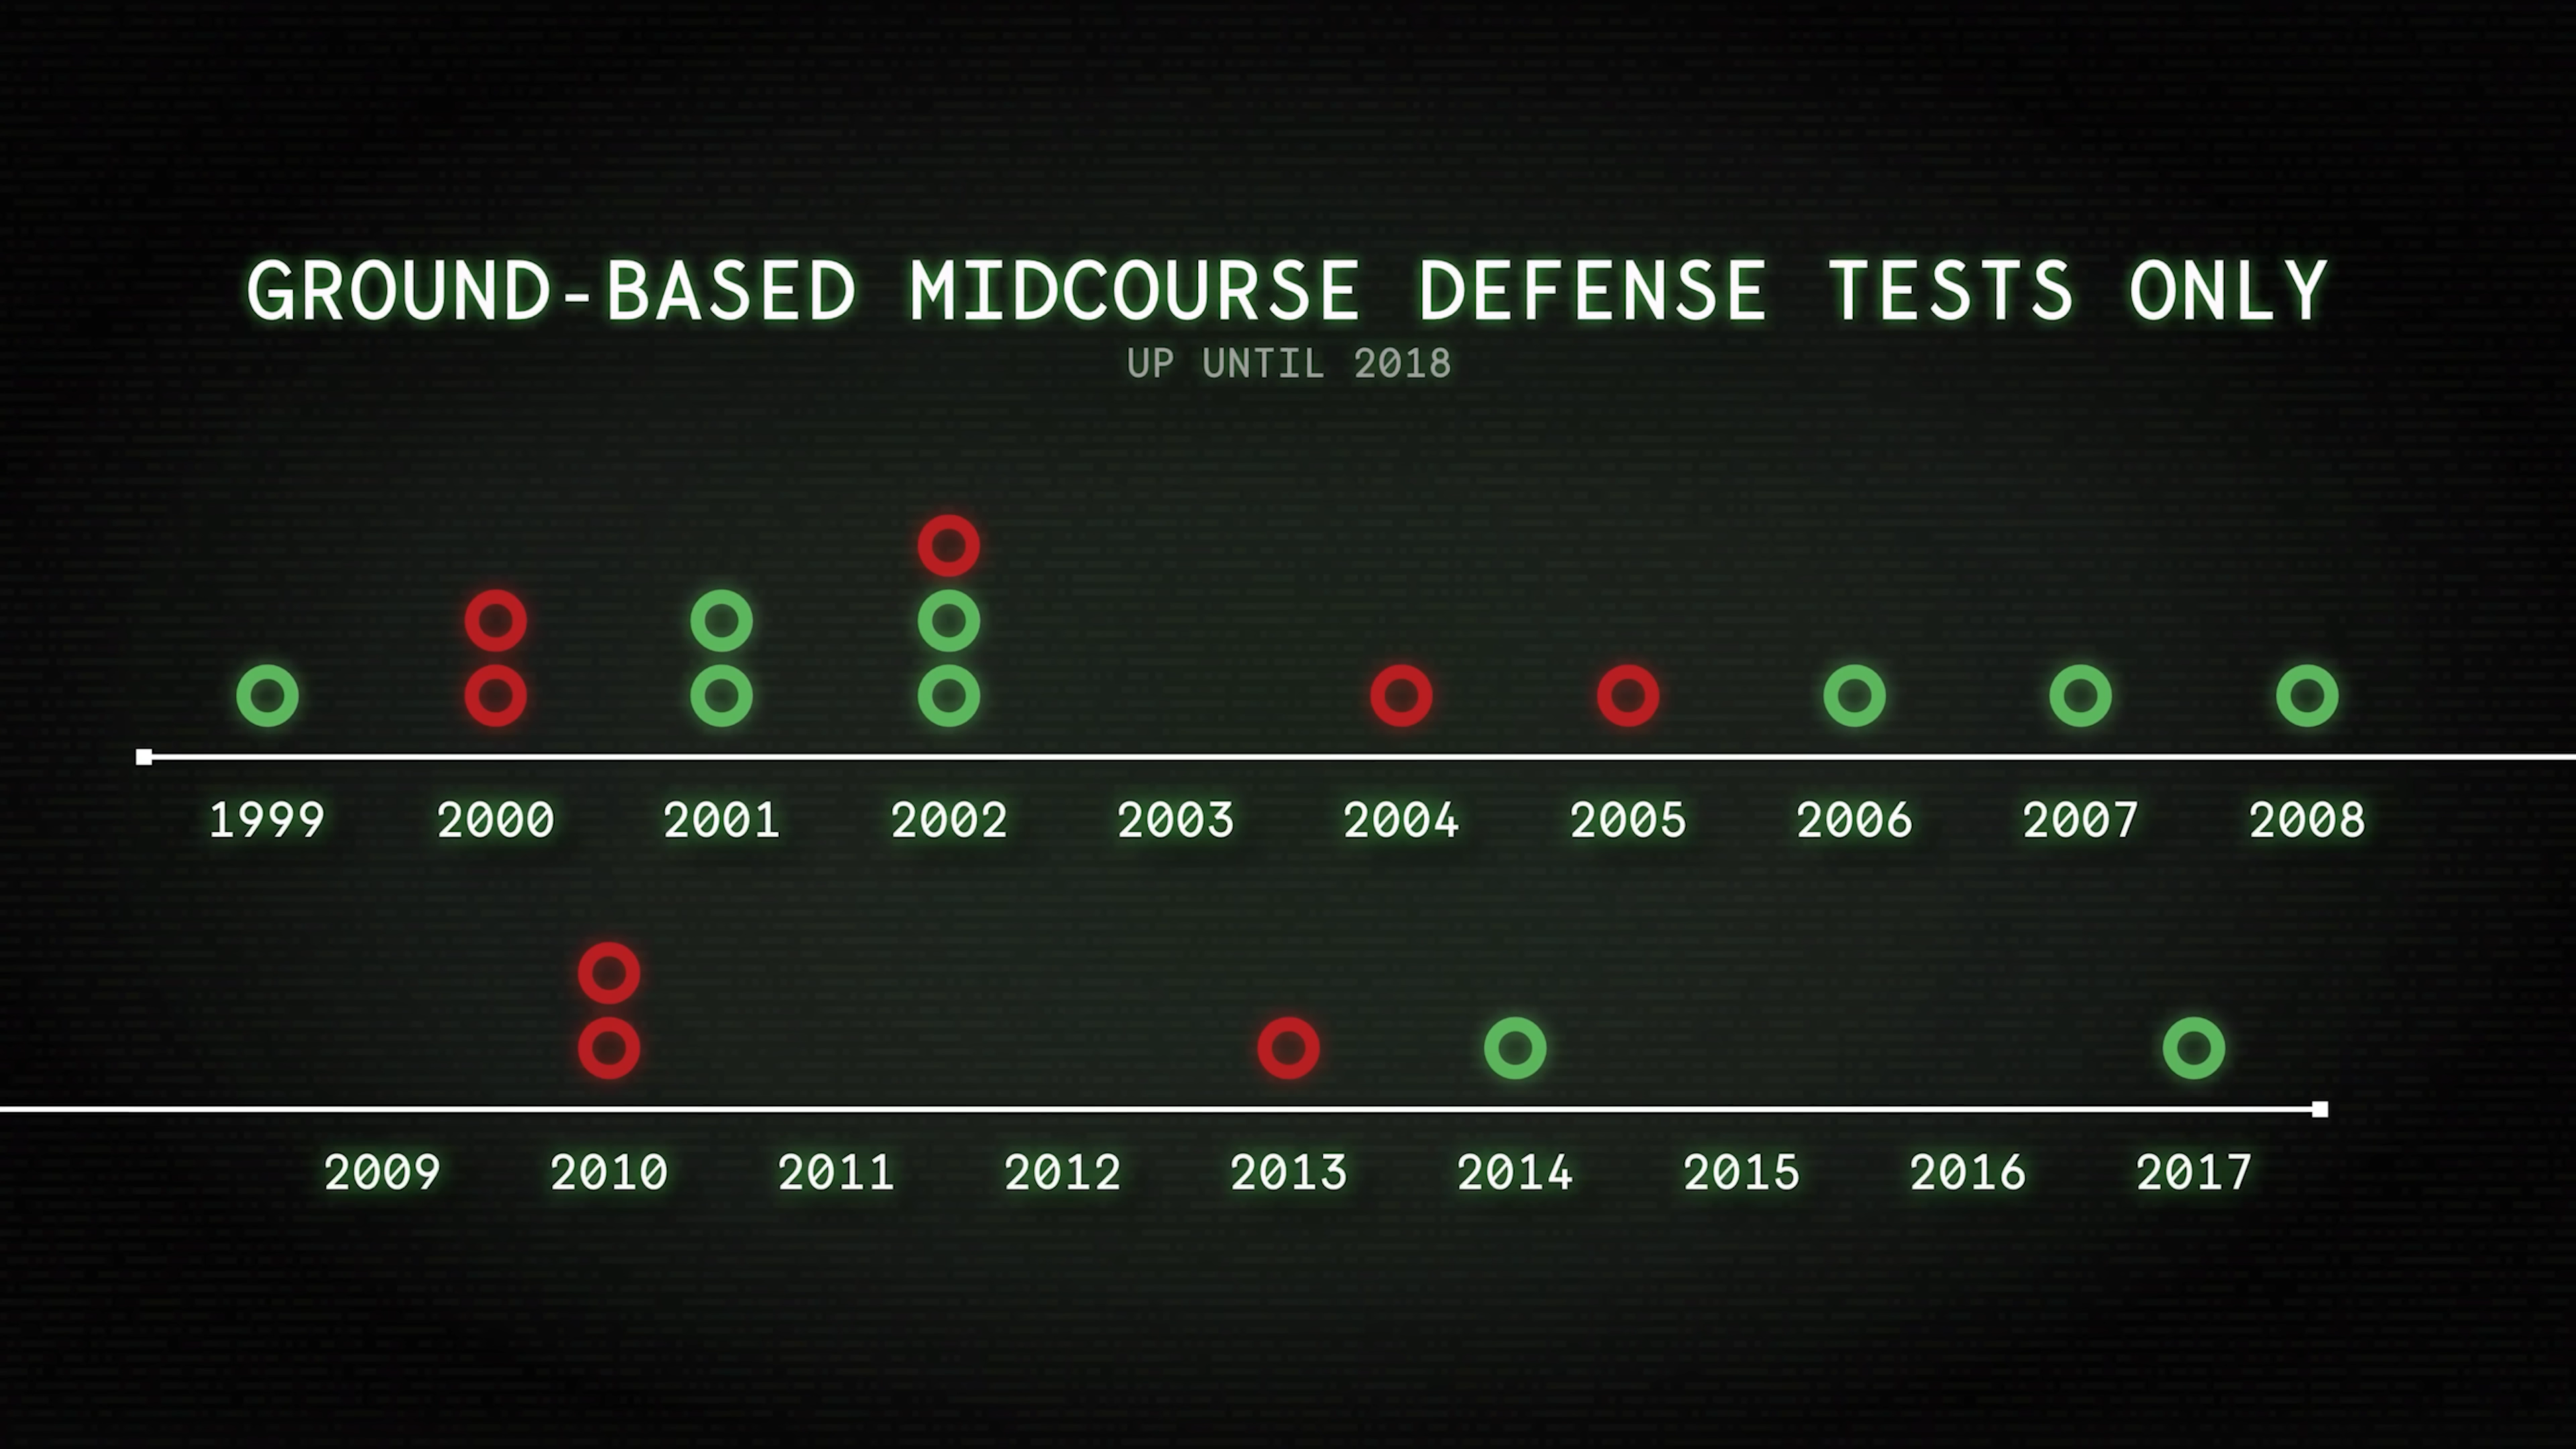 GROUND-BASED MIDCOURSE DEFENSE TESTS ONLY
UP UNTIL 2018
1999 2000 2001 2002 2003 2004 2005 2006 2007 2008
2009 2010 2011 2012 2013 2014 2015 2016 2017